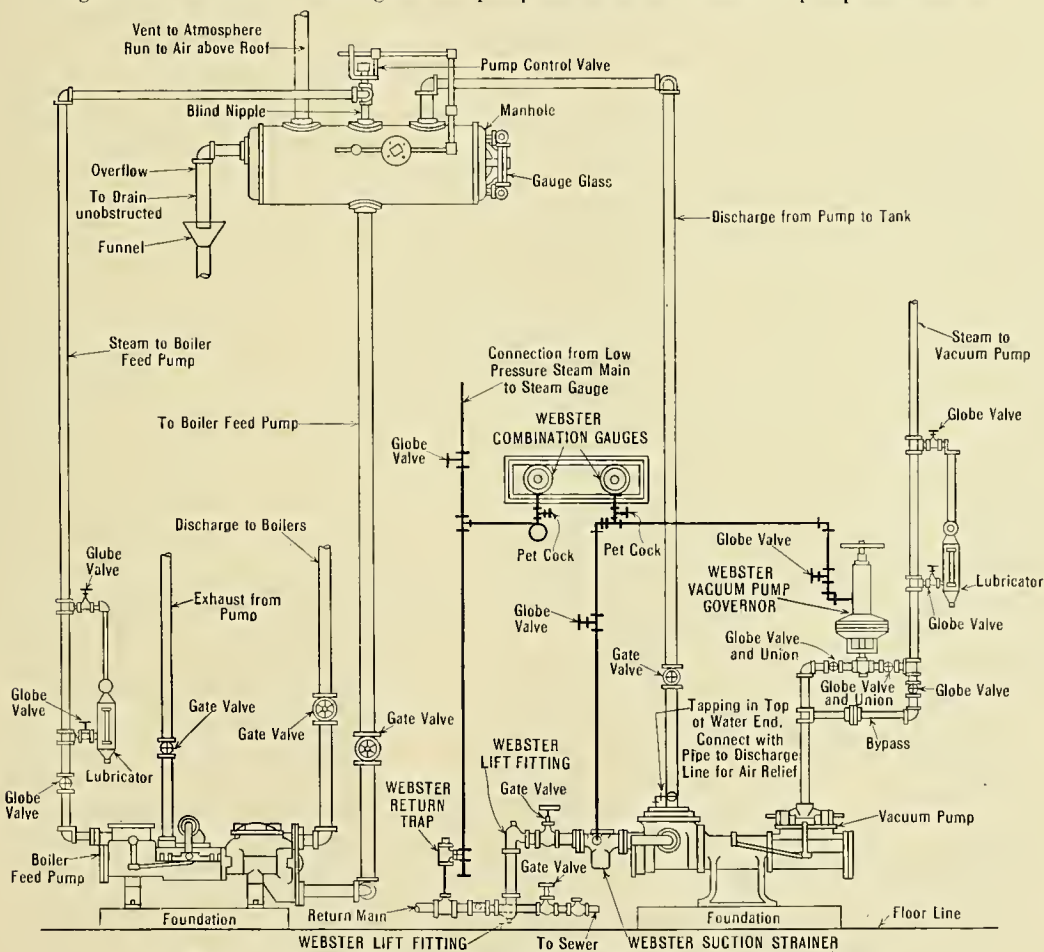 Vent to Atmosphere
Run to Air above Roof
Pump Control Valve
Blind Nipple
Manhole
Overflow
Gauge Glass
To Drain
unobstructed
Discharge from Pump to Tank
Funnel
Steam to Boiler
Feed Pump
Connection from Low
Pressure Steam Main
to Steam Gauge
Steam to
Vacuum Pump
To Boiler Feed Pump
WEBSTER
COMBINATION GAUGES
Globe Valve
Globe
Valve
Discharge to Boilers
Pet Cock
Pet Cock
Globe Valve
Globe
Valve
Exhaust from
Pump
WEBSTER
VACUUM PUMP
GOVERNOR
Lubricator
Globe
Valve
Globe Valve
Globe Valve
and Union
Gate
Valve
Globe Valve
and Union
Globe Valve
Globe
Valve
Gate Valve
Gate Valve
Gate Valve
Tapping in Top
of Water End.
Connect with
Pipe to Discharge
Line for Air Relief
Bypass
WEBSTER
LIFT FITTING
Lubricator
Globe
Valve
WEBSTER
RETURN
TRAP
Gate Valve
Vacuum Pump
Boiler
Feed Pump
Gate Valve
Foundation
Return Main
Foundation
Floor Line
WEBSTER LIFT FITTING
To Sewer
WEBSTER SUCTION STRAINER